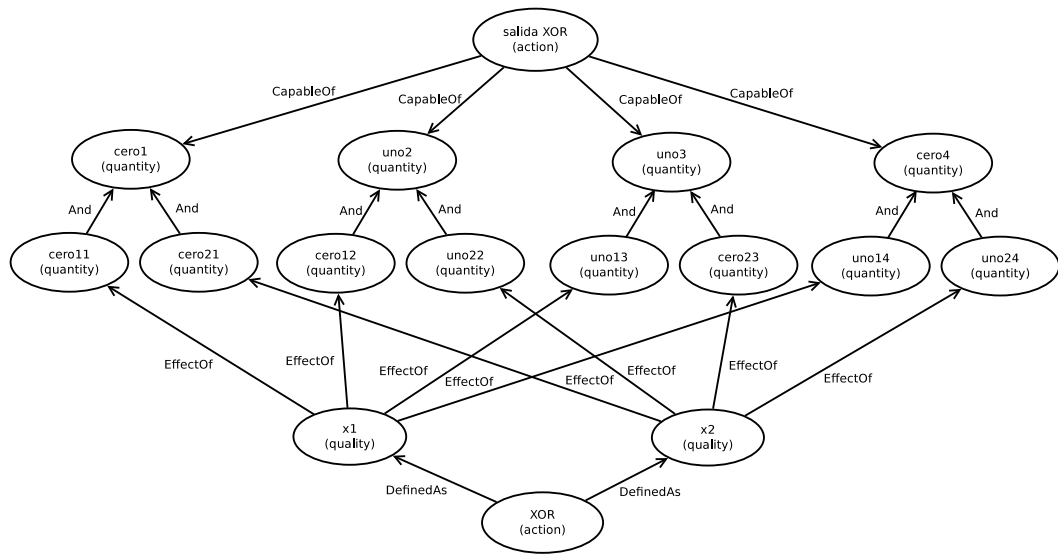 salida XOR
(action)
CapableOf
CapableOf
CapableOf
CapableOf
cero1
(quantity)
uno2
(quantity)
uno3
(quantity)
cero4
(quantity)
And
And
And
And
And
And
And
And
cero11
(quantity)
cero21
(quantity)
cero12
(quantity)
uno22
(quantity)
uno13
(quantity)
cero23
(quantity)
uno14
(quantity)
uno24
(quantity)
EffectOf
EffectOf
EffectOf
EffectOf
EffectOf
EffectOf
EffectOf
EffectOf
x1
(quality)
x2
(quality)
DefinedAs
DefinedAs
XOR
(action)